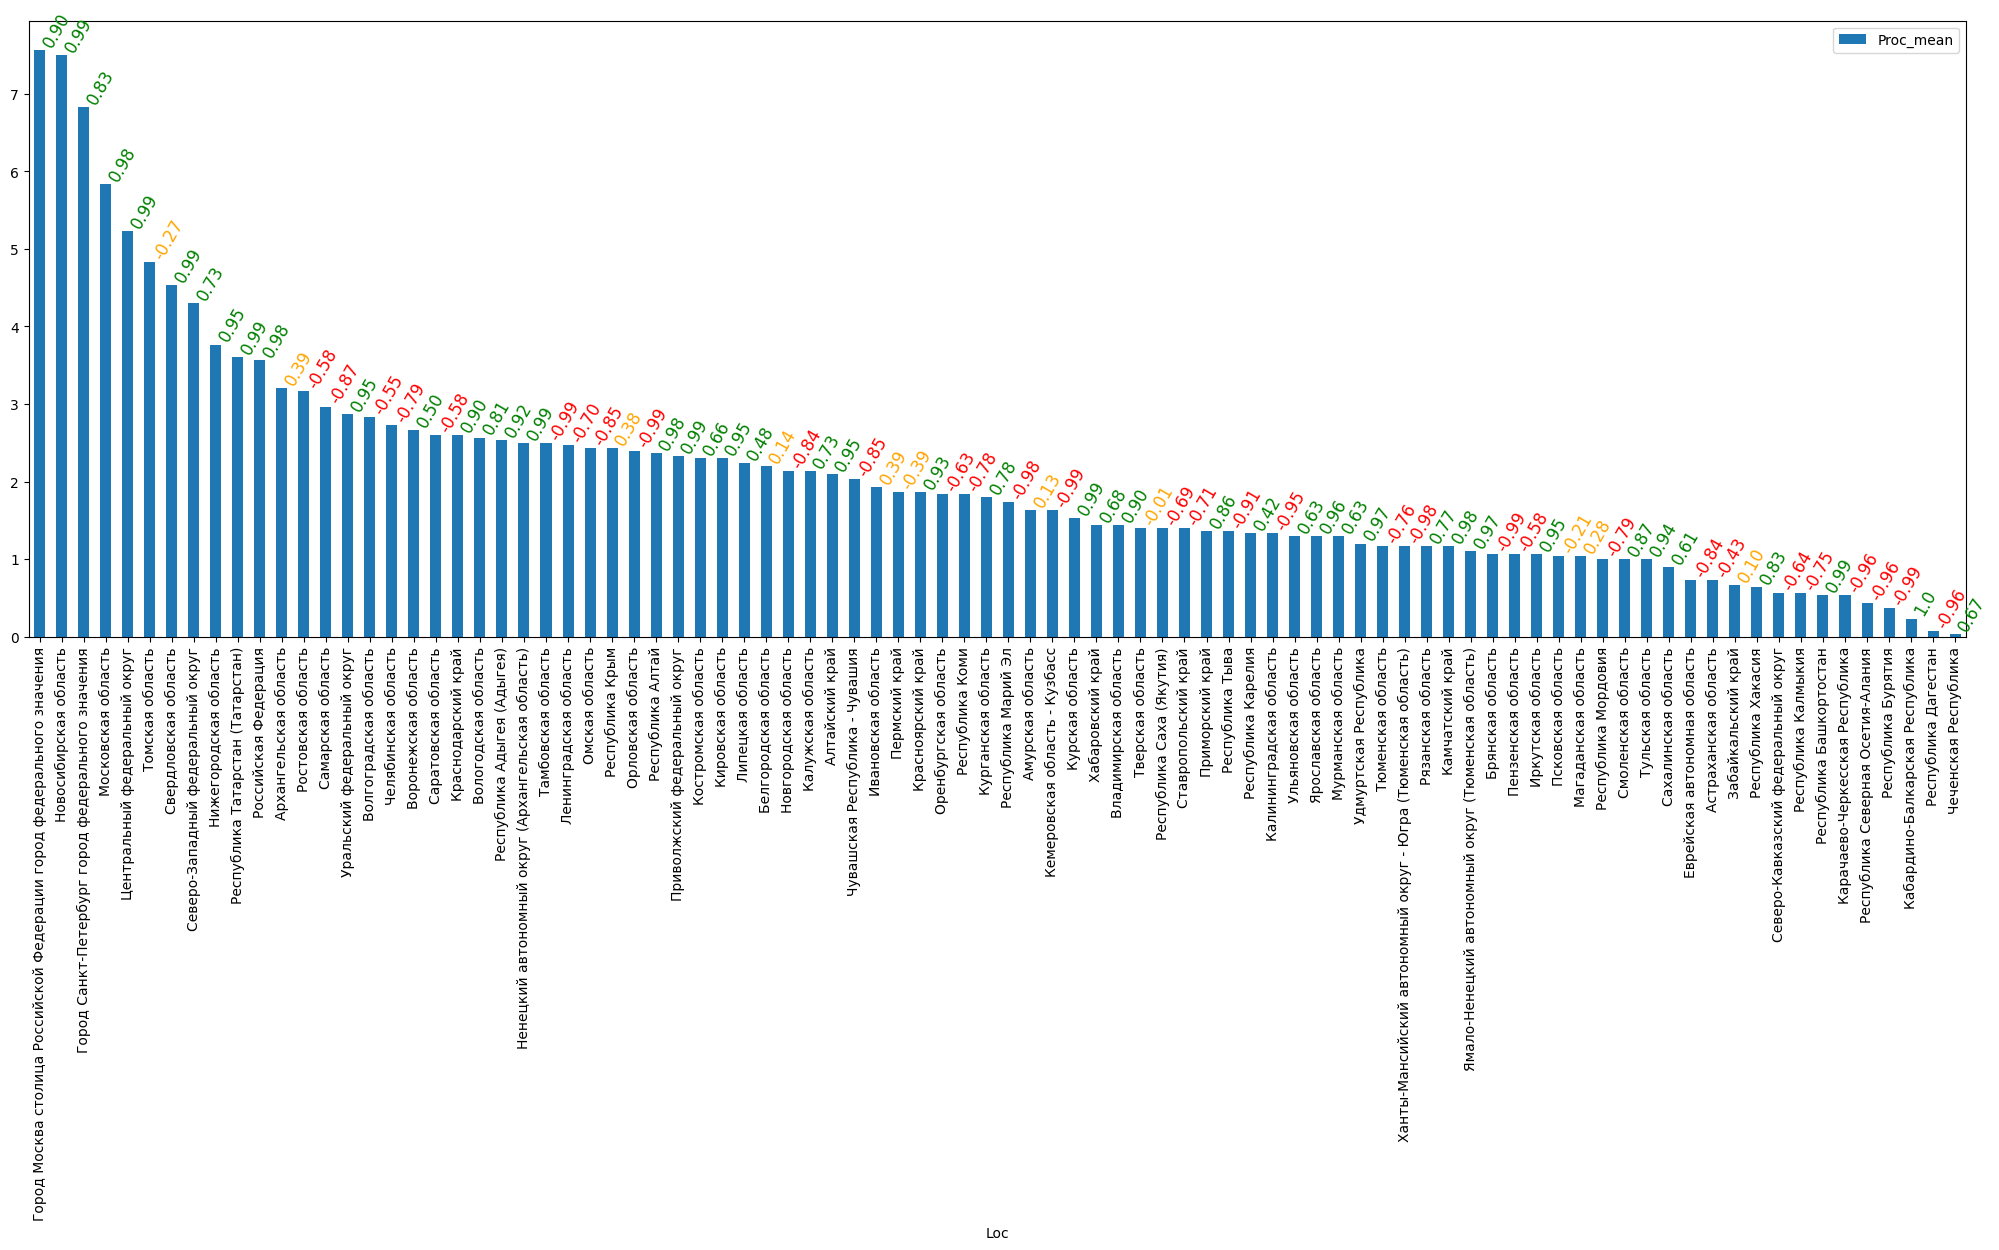 Proc_mean
7
6
5
4
3
2
1
0
0.90
0.99
0.83
0.98
0.99
-0.27
0.99
0.73
0.95
0.99
0.98
0.39
-0.58
-0.87
0.95
-0.55
-0.79
0.50
-0.58
0.90
0.81
0.92
0.99
-0.99
-0.70
-0.85
0.38
-0.99
0.98
0.99
0.66
0.95
0.48
0.14
-0.84
0.73
0.95
-0.85
0.39
-0.39
0.93
-0.63
-0.78
0.78
-0.98
0.13
-0.99
0.99
0.68
0.90
-0.01
-0.69
-0.71
0.86
-0.91
0.42
-0.95
0.63
0.96
0.63
0.97
-0.76
-0.98
0.77
0.98
0.97
-0.99
-0.58
0.95
-0.21
0.28
-0.79
0.87
0.94
0.61
-0.84
-0.43
0.10
0.83
-0.64
-0.75
0.99
-0.96
-0.96
-0.99
1.0
-0.96
0.67
Город Москва столица Российской Федерации город федерального значения
Новосибирская область
Город Санкт-Петербург город федерального значения
Московская область
Центральный федеральный округ
Томская область
Свердловская область
Северо-Западный федеральный округ
Нижегородская область
Республика Татарстан (Татарстан)
Российская Федерация
Архангельская область
Ростовская область
Самарская область
Уральский федеральный округ
Волгоградская область
Челябинская область
Воронежская область
Саратовская область
Краснодарский край
Вологодская область
Республика Адыгея (Адыгея)
Ненецкий автономный округ (Архангельская область)
Тамбовская область
Ленинградская область
Омская область
Республика Крым
Орловская область
Республика Алтай
Приволжский федеральный округ
Костромская область
Кировская область
Липецкая область
Белгородская область
Новгородская область
Калужская область
Алтайский край
Чувашская Республика - Чувашия
Ивановская область
Пермский край
Красноярский край
Оренбургская область
Республика Коми
Курганская область
Республика Марий Эл
Амурская область
Кемеровская область - Кузбасс
Курская область
Хабаровский край
Владимирская область
Тверская область
Республика Саха (Якутия)
Ставропольский край
Приморский край
Республика Тыва
Республика Карелия
Калининградская область
Ульяновская область
Ярославская область
Мурманская область
Удмуртская Республика
Тюменская область
Ханты-Мансийский автономный округ - Югра (Тюменская область)
Рязанская область
Камчатский край
Ямало-Ненецкий автономный округ (Тюменская область)
Брянская область
Пензенская область
Иркутская область
Псковская область
Магаданская область
Республика Мордовия
Смоленская область
Тульская область
Сахалинская область
Еврейская автономная область
Астраханская область
Забайкальский край
Республика Хакасия
Северо-Кавказский федеральный округ
Республика Калмыкия
Республика Башкортостан
Карачаево-Черкесская Республика
Республика Северная Осетия-Алания
Республика Бурятия
Кабардино-Балкарская Республика
Республика Дагестан
Чеченская Республика
Loc